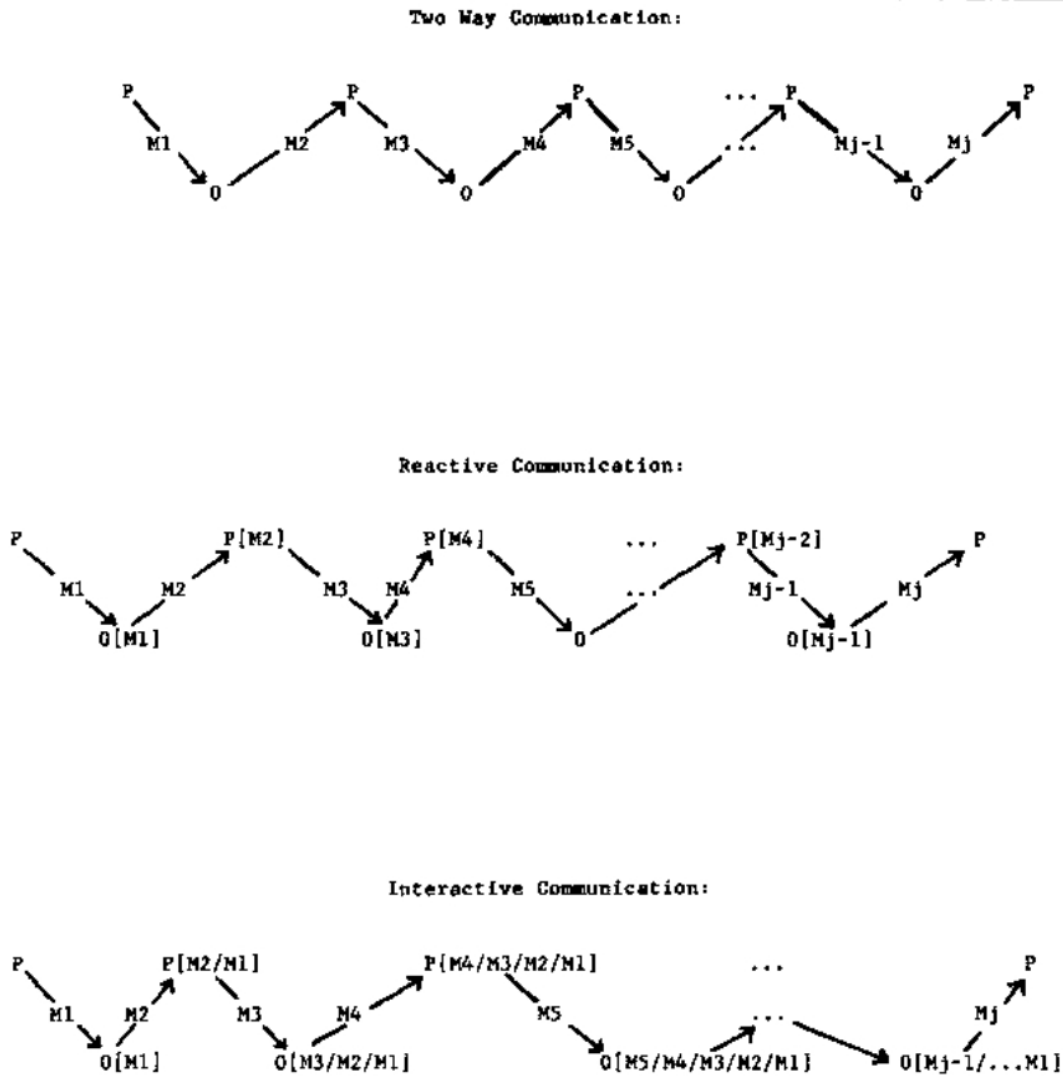 Two Way Communication:
P P P ... P P
M1 M2 M3 M4 M5 ... Mj-1 Mj
O O O O
Reactive Communication:
P P[M2] P[M4] ... P[Mj-2] P
M1 M2 M3 M4 M5 ... Mj-1 Mj
O[M1] O[M3] O O[Mj-1]
Interactive Communication:
P P[M2/M1] P{M4/M3/M2/M1] ... P
M1 M2 M3 M4 M5 ... Mj
O[M1] O[M3/M2/M1] O[M5/M4/M3/M2/M1] O[Mj-1/...M1]